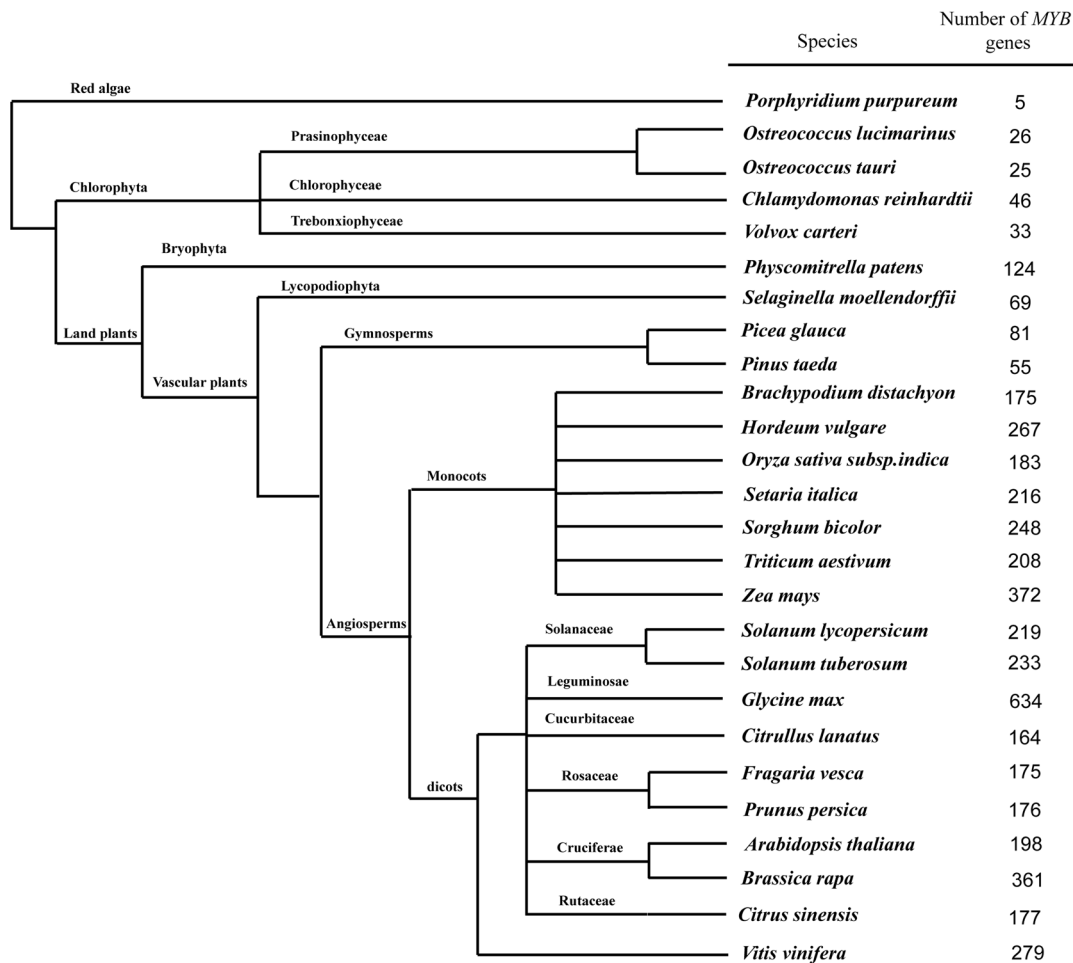 Number of MYB
Species
genes
Red algae
Porphyridium purpureum 5
Prasinophyceae
Ostreococcus lucimarinus 26
Ostreococcus tauri 25
Chlorophyta
Chlorophyceae
Chlamydomonas reinhardtii 46
Trebonxiophyceae
Volvox carteri 33
Bryophyta
Physcomitrella patens 124
Lycopodiophyta
Selaginella moellendorffii 69
Land plants
Gymnosperms
Picea glauca 81
Pinus taeda 55
Vascular plants
Brachypodium distachyon 175
Hordeum vulgare 267
Oryza sativa subsp.indica 183
Monocots
Setaria italica 216
Sorghum bicolor 248
Triticum aestivum 208
Zea mays 372
Angiosperms
Solanaceae
Solanum lycopersicum 219
Solanum tuberosum 233
Leguminosae
Glycine max 634
Cucurbitaceae
Citrullus lanatus 164
dicots
Rosaceae
Fragaria vesca 175
Prunus persica 176
Cruciferae
Arabidopsis thaliana 198
Brassica rapa 361
Rutaceae
Citrus sinensis 177
Vitis vinifera 279